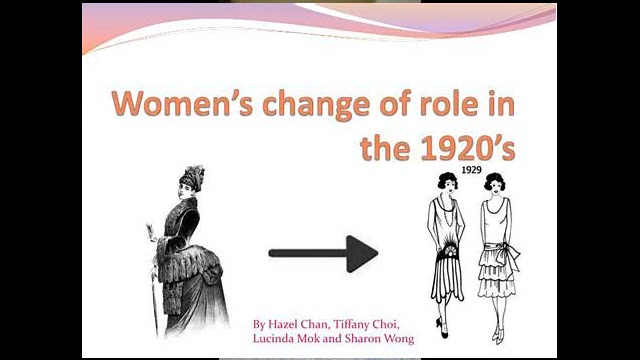 Women's change of role in
the 1920's
1929
By Hazel Chan, Tiffany Choi,
Lucinda Mok and Sharon Wong